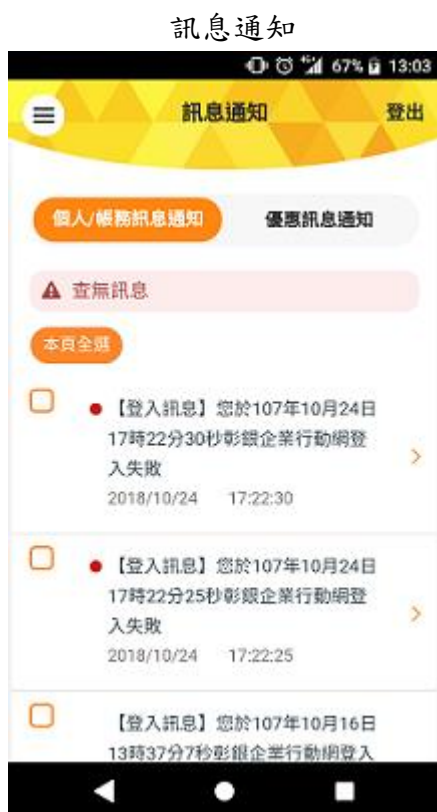 訊息通知
67% 13:03
訊息通知 登出
個人/帳務訊息通知 優惠訊息通知
查無訊息
本頁全選
【登入訊息】您於107年10月24日
17時22分30秒彰銀企業行動網登
入失敗
2018/10/24 17:22:30
【登入訊息】您於107年10月24日
17時22分25秒彰銀企業行動網登
入失敗
2018/10/24 17:22:25
【登入訊息】您於107年10月16日
13時37分7秒彰銀企業行動網登入